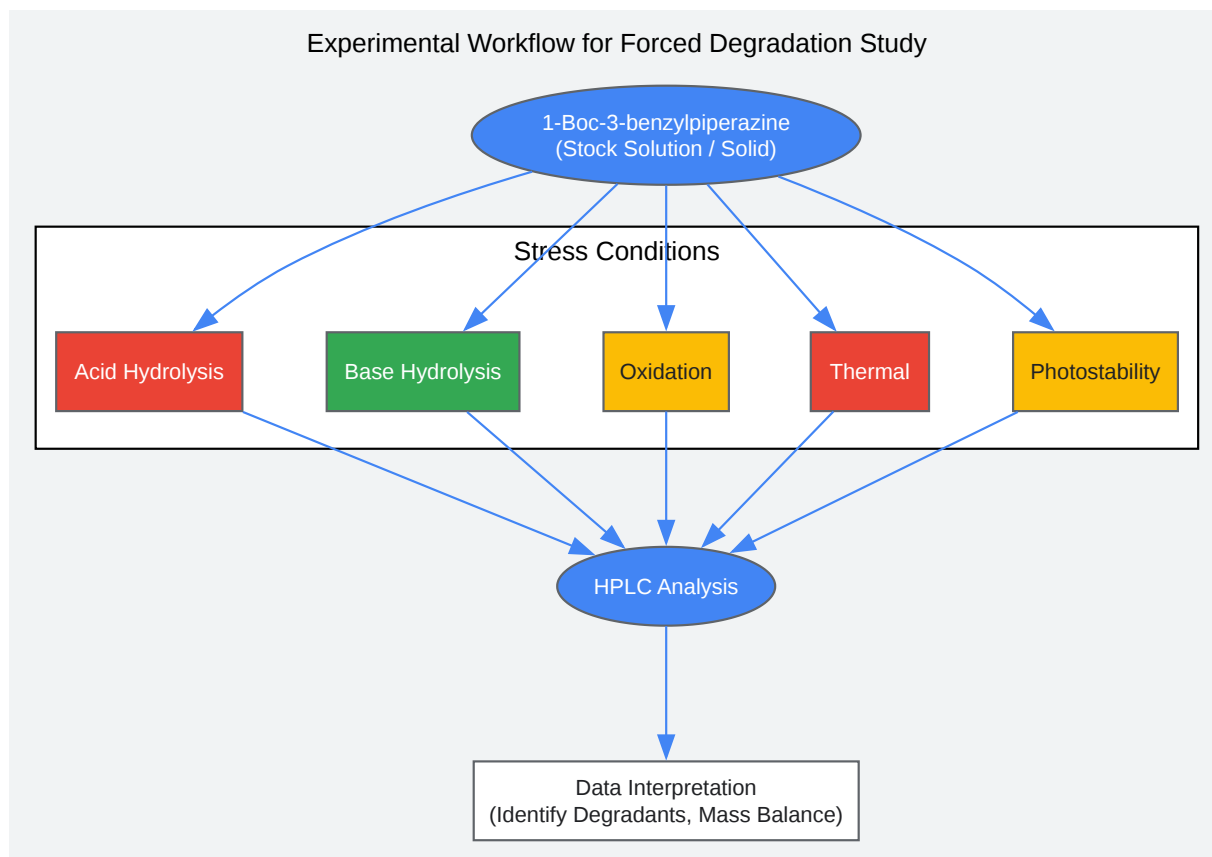 Experimental Workflow for Forced Degradation Study
1-Boc-3-benzylpiperazine
(Stock Solution / Solid)
Stress Conditions
Acid Hydrolysis
Base Hydrolysis
Oxidation
Thermal
Photostability
HPLC Analysis
Data Interpretation
(Identify Degradants, Mass Balance)